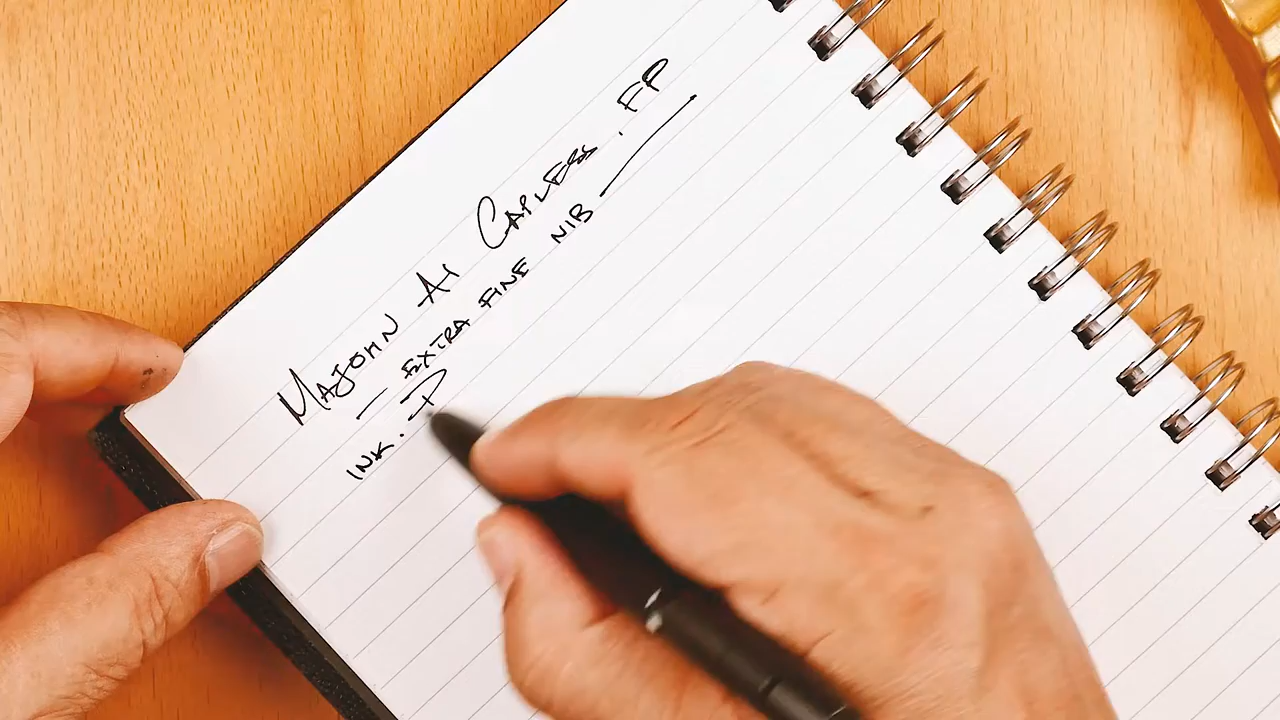 MAJOHN A1 CAPLESS. FP
— EXTRA FINE NIB —
INK. P